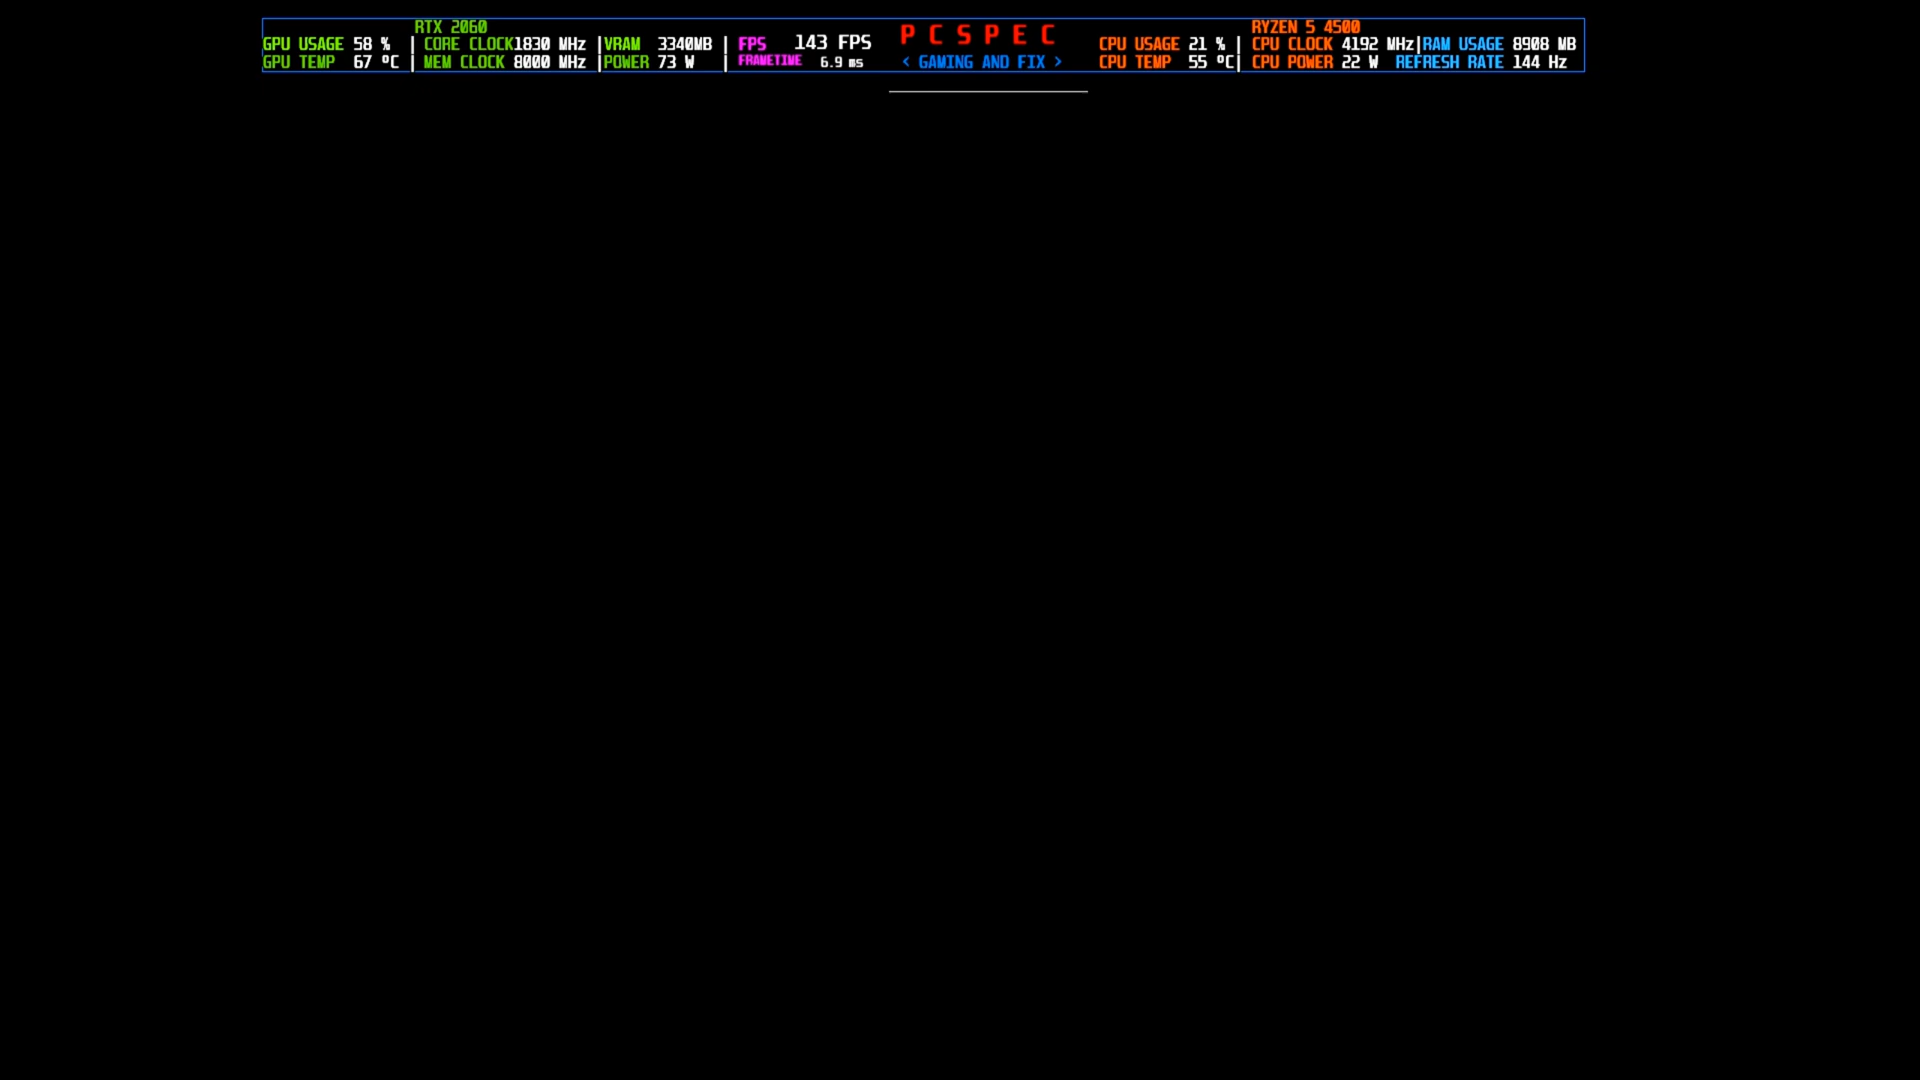 RTX 2060 P C S P E C RYZEN 5 4500
GPU USAGE 58 % | CORE CLOCK 1830 MHz | VRAM 3340MB | FPS 143 FPS CPU USAGE 21 % | CPU CLOCK 4192 MHz | RAM USAGE 8908 MB
GPU TEMP 67 ºC | MEM CLOCK 8000 MHz | POWER 73 W | FRAMETIME 6.9 ms < GAMING AND FIX > CPU TEMP 55 ºC | CPU POWER 22 W REFRESH RATE 144 Hz